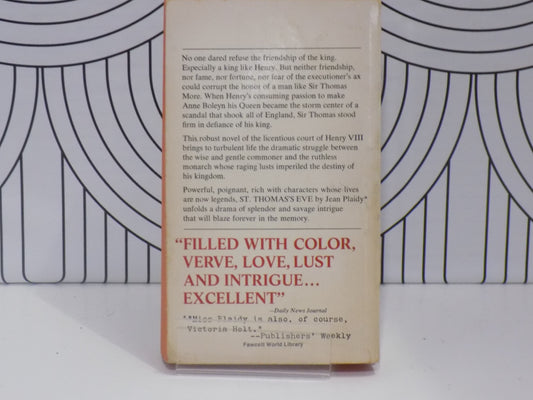 No one dared refuse the friendship of the king.
Especially a king like Henry. But neither friendship,
nor fame, nor fortune, nor fear of the executioner's ax
could corrupt the honor of a man like Sir Thomas
More. When Henry's consuming passion to make
Anne Boleyn his Queen became the storm center of a
scandal that shook all of England, Sir Thomas stood
firm in defiance of his king.
This robust novel of the licentious court of Henry VIII
brings to turbulent life the dramatic struggle between
the wise and gentle commoner and the ruthless
monarch whose raging lusts imperiled the destiny of
his kingdom.
Powerful, poignant, rich with characters whose lives
are now legends, ST. THOMAS'S EVE by Jean Plaidy*
unfolds a drama of splendor and savage intrigue
that will blaze forever in the memory.
“FILLED WITH COLOR,
VERVE, LOVE, LUST
AND INTRIGUE...
EXCELLENT”
—Daily News Journal
*"Miss Plaidy is also, of course,
Victoria Holt."
--Publishers' Weekly
Fawcett World Library